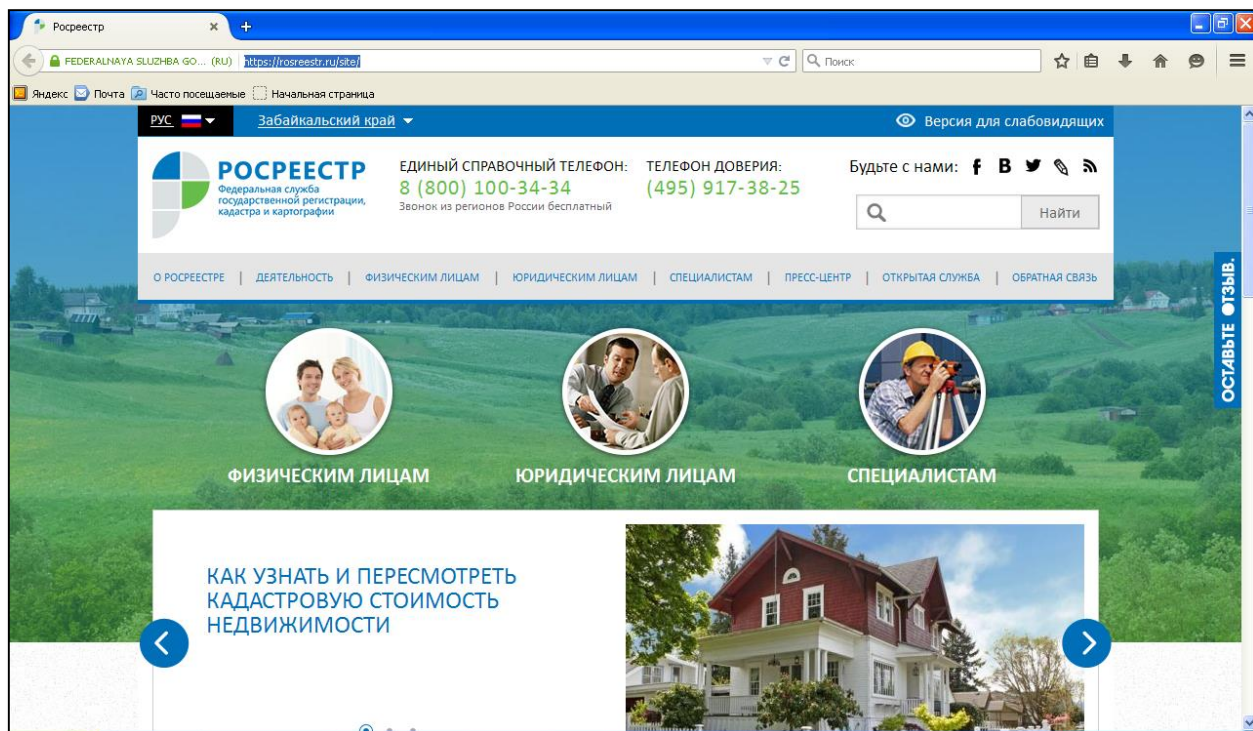 Росреестр
FEDERALNAYA SLUZHBA GO... (RU) https://rosreestr.ru/site/ Поиск
Яндекс Почта Часто посещаемые Начальная страница
РУС Забайкальский край Версия для слабовидящих
РОСРЕЕСТР
Федеральная служба
государственной регистрации,
кадастра и картографии
ЕДИНЫЙ СПРАВОЧНЫЙ ТЕЛЕФОН:
8 (800) 100-34-34
Звонок из регионов России бесплатный
ТЕЛЕФОН ДОВЕРИЯ:
(495) 917-38-25
Будьте с нами:
Найти
О РОСРЕЕСТРЕ | ДЕЯТЕЛЬНОСТЬ | ФИЗИЧЕСКИМ ЛИЦАМ | ЮРИДИЧЕСКИМ ЛИЦАМ | СПЕЦИАЛИСТАМ | ПРЕСС-ЦЕНТР | ОТКРЫТАЯ СЛУЖБА | ОБРАТНАЯ СВЯЗЬ
ОСТАВЬТЕ ОТЗЫВ.
ФИЗИЧЕСКИМ ЛИЦАМ ЮРИДИЧЕСКИМ ЛИЦАМ СПЕЦИАЛИСТАМ
КАК УЗНАТЬ И ПЕРЕСМОТРЕТЬ
КАДАСТРОВУЮ СТОИМОСТЬ
НЕДВИЖИМОСТИ